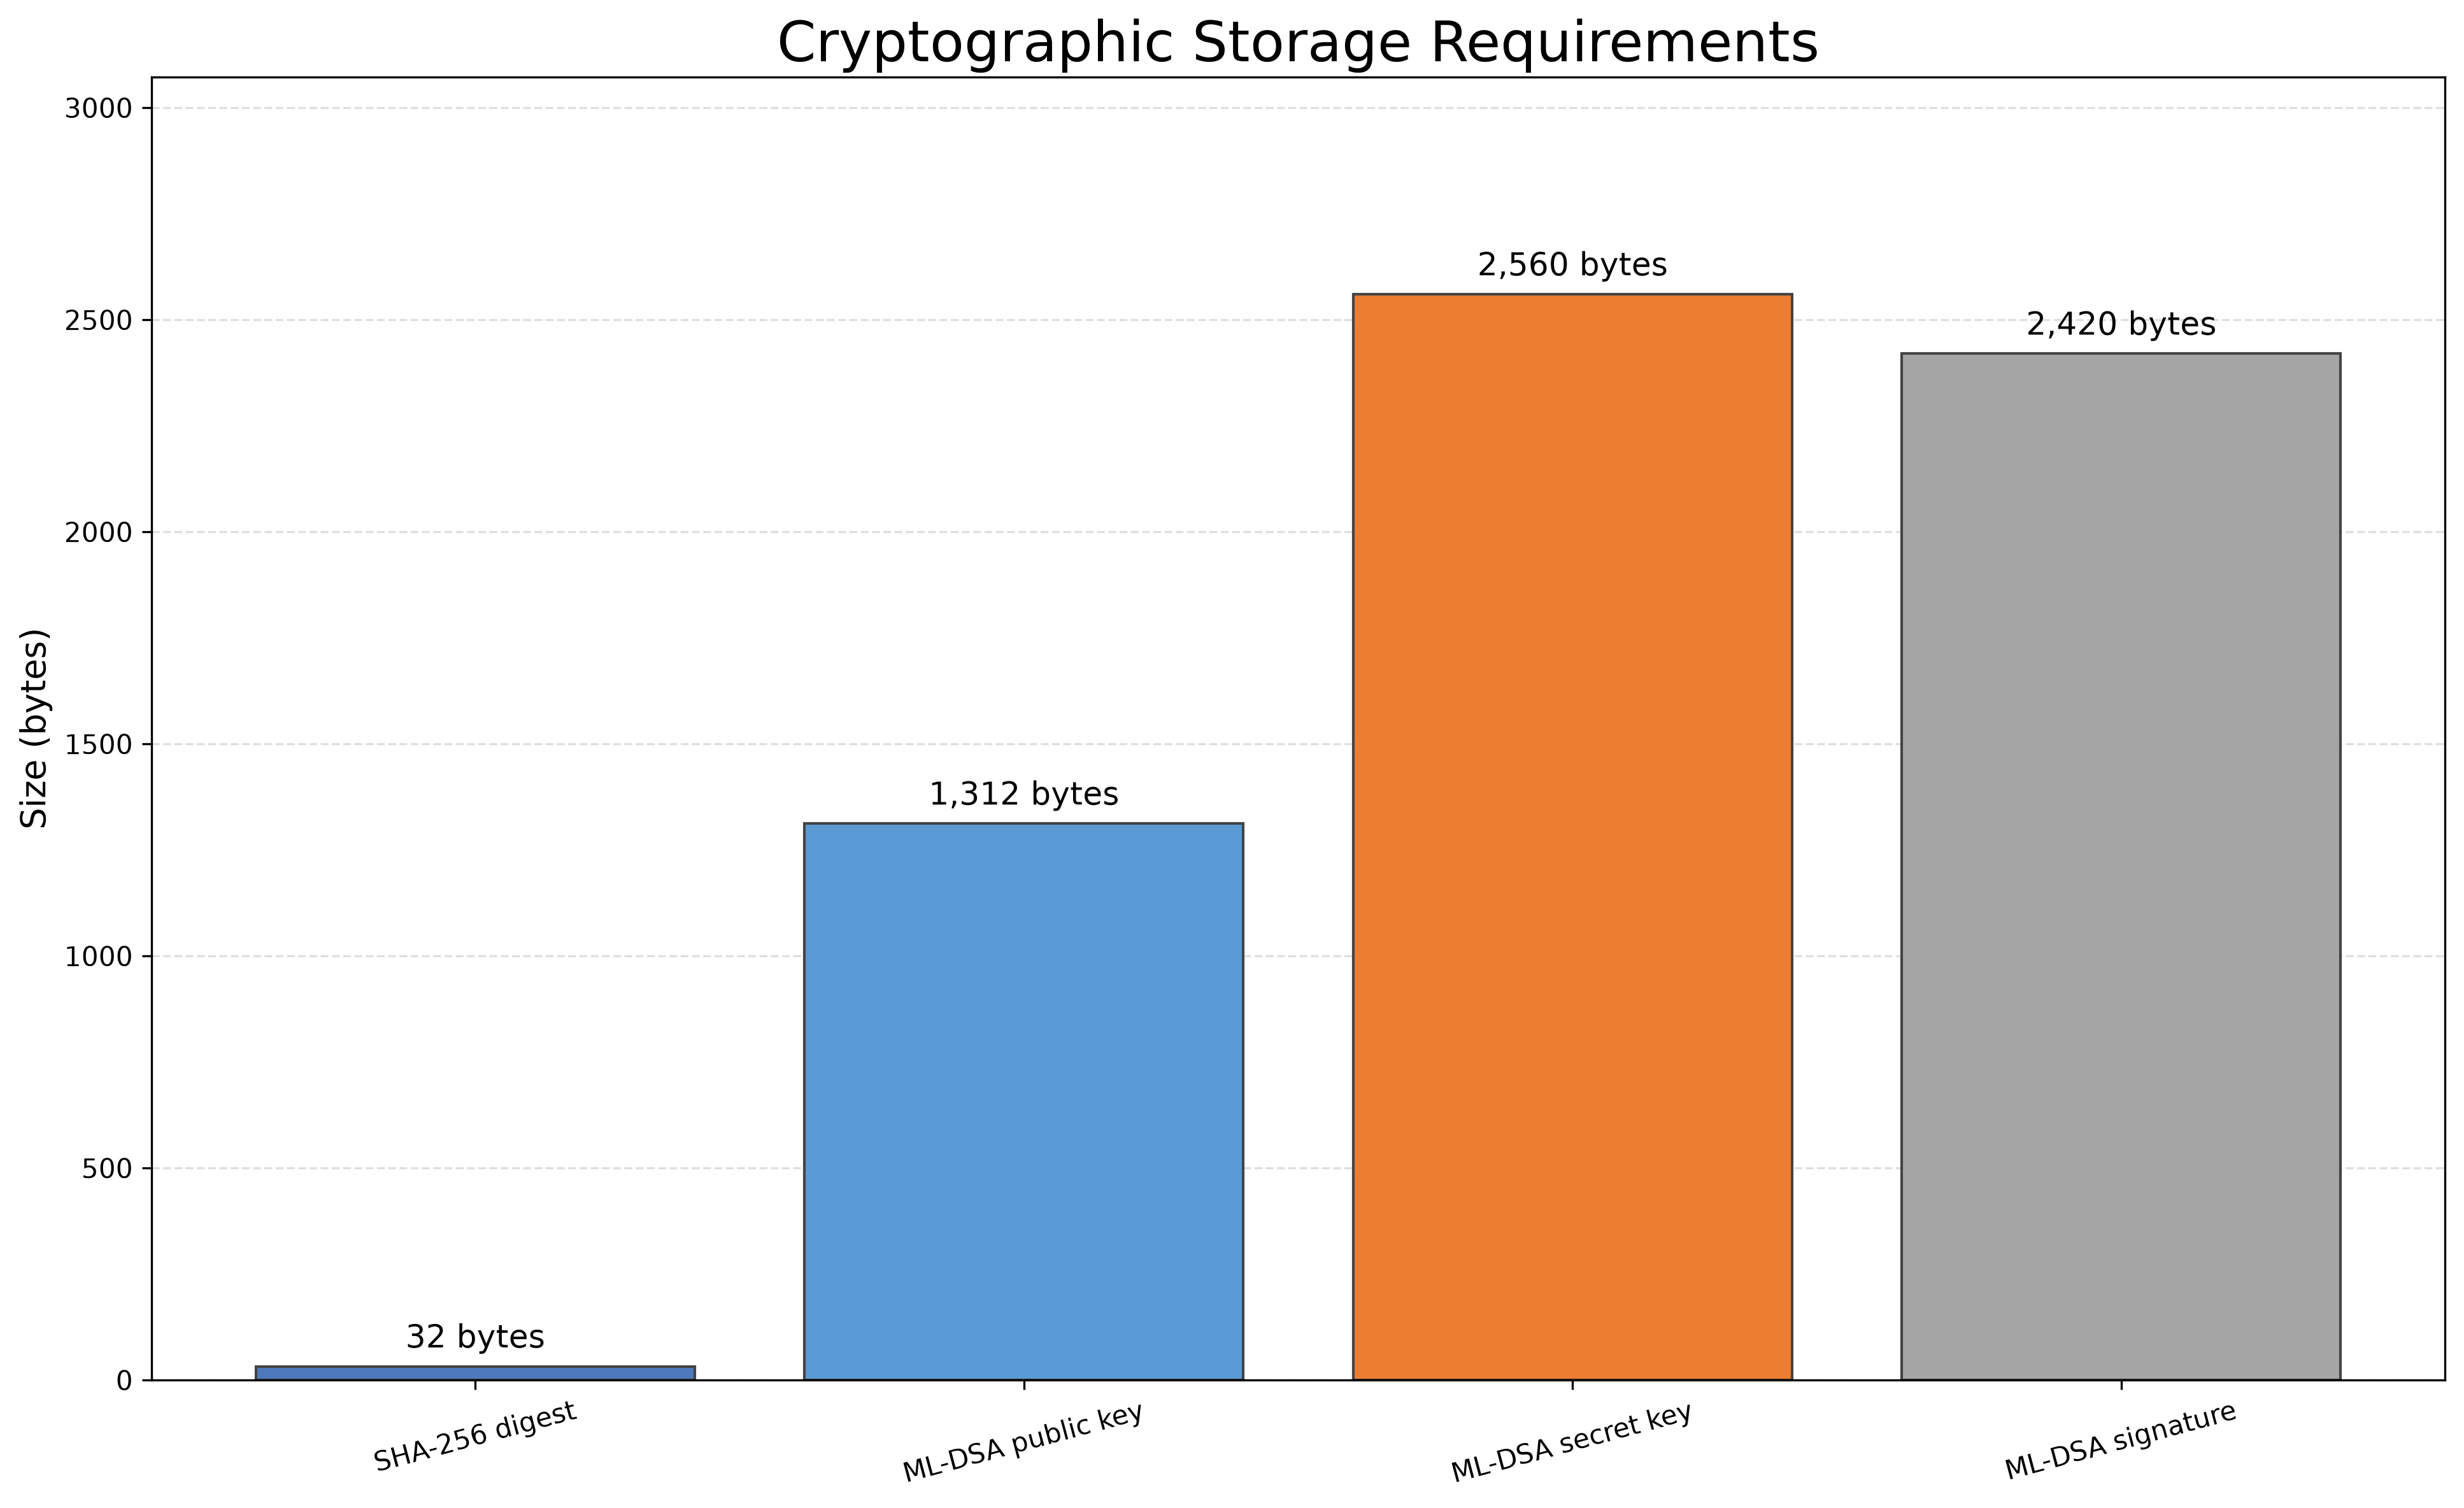 Cryptographic Storage Requirements
Size (bytes)
3000
2500
2000
1500
1000
500
0
32 bytes
1,312 bytes
2,560 bytes
2,420 bytes
SHA-256 digest
ML-DSA public key
ML-DSA secret key
ML-DSA signature